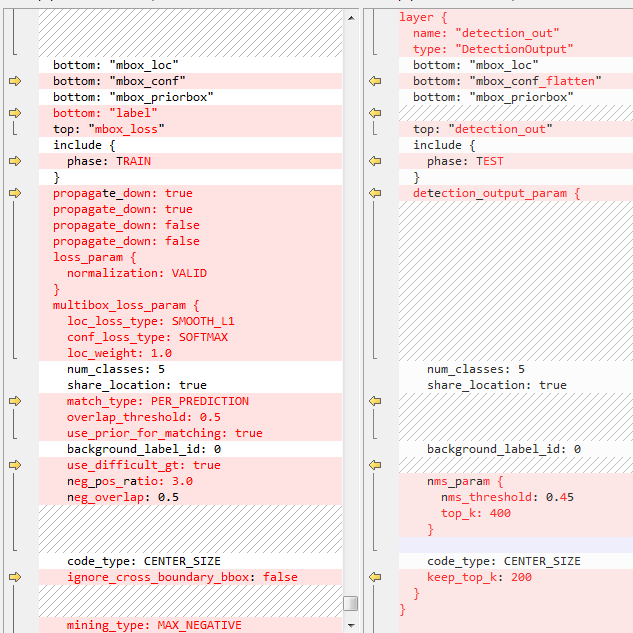 bottom: "mbox_loc"
bottom: "mbox_conf"
bottom: "mbox_priorbox"
bottom: "label"
top: "mbox_loss"
include {
phase: TRAIN
}
propagate_down: true
propagate_down: true
propagate_down: false
propagate_down: false
loss_param {
normalization: VALID
}
multibox_loss_param {
loc_loss_type: SMOOTH_L1
conf_loss_type: SOFTMAX
loc_weight: 1.0
num_classes: 5
share_location: true
match_type: PER_PREDICTION
overlap_threshold: 0.5
use_prior_for_matching: true
background_label_id: 0
use_difficult_gt: true
neg_pos_ratio: 3.0
neg_overlap: 0.5
code_type: CENTER_SIZE
ignore_cross_boundary_bbox: false
mining_type: MAX_NEGATIVE
layer {
name: "detection_out"
type: "DetectionOutput"
bottom: "mbox_loc"
bottom: "mbox_conf_flatten"
bottom: "mbox_priorbox"
top: "detection_out"
include {
phase: TEST
}
detection_output_param {
num_classes: 5
share_location: true
background_label_id: 0
nms_param {
nms_threshold: 0.45
top_k: 400
}
code_type: CENTER_SIZE
keep_top_k: 200
}
}